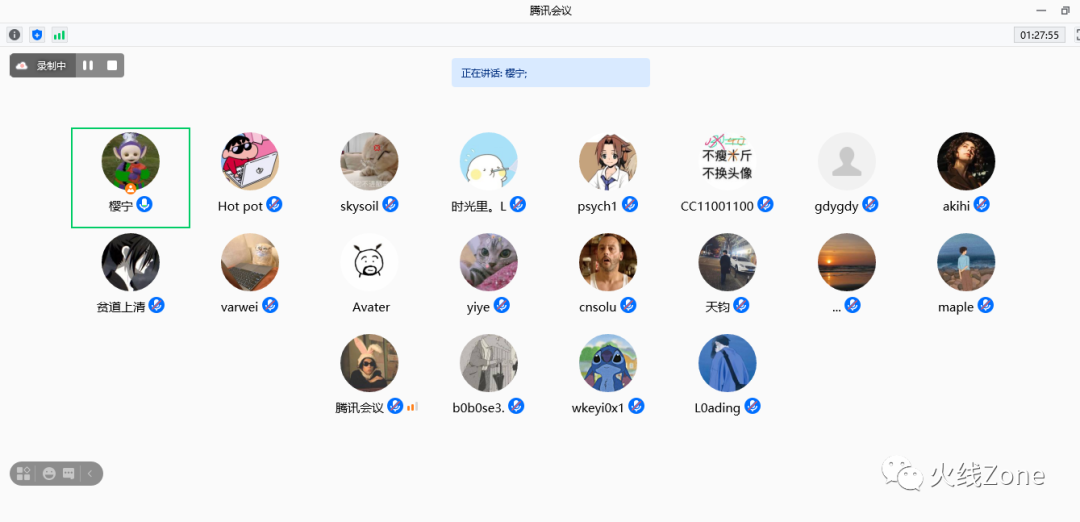 腾讯会议
01:27:55
录制中
正在讲话: 樱宁;
不瘦十斤
不换头像
樱宁
Hot pot
skysoil
时光里。L
psych1
CC11001100
gdygdy
akihi
贫道上清
varwei
Avater
yiye
cnsolu
天钧
...
maple
腾讯会议
b0b0se3.
wkeyi0x1
L0ading
火线Zone